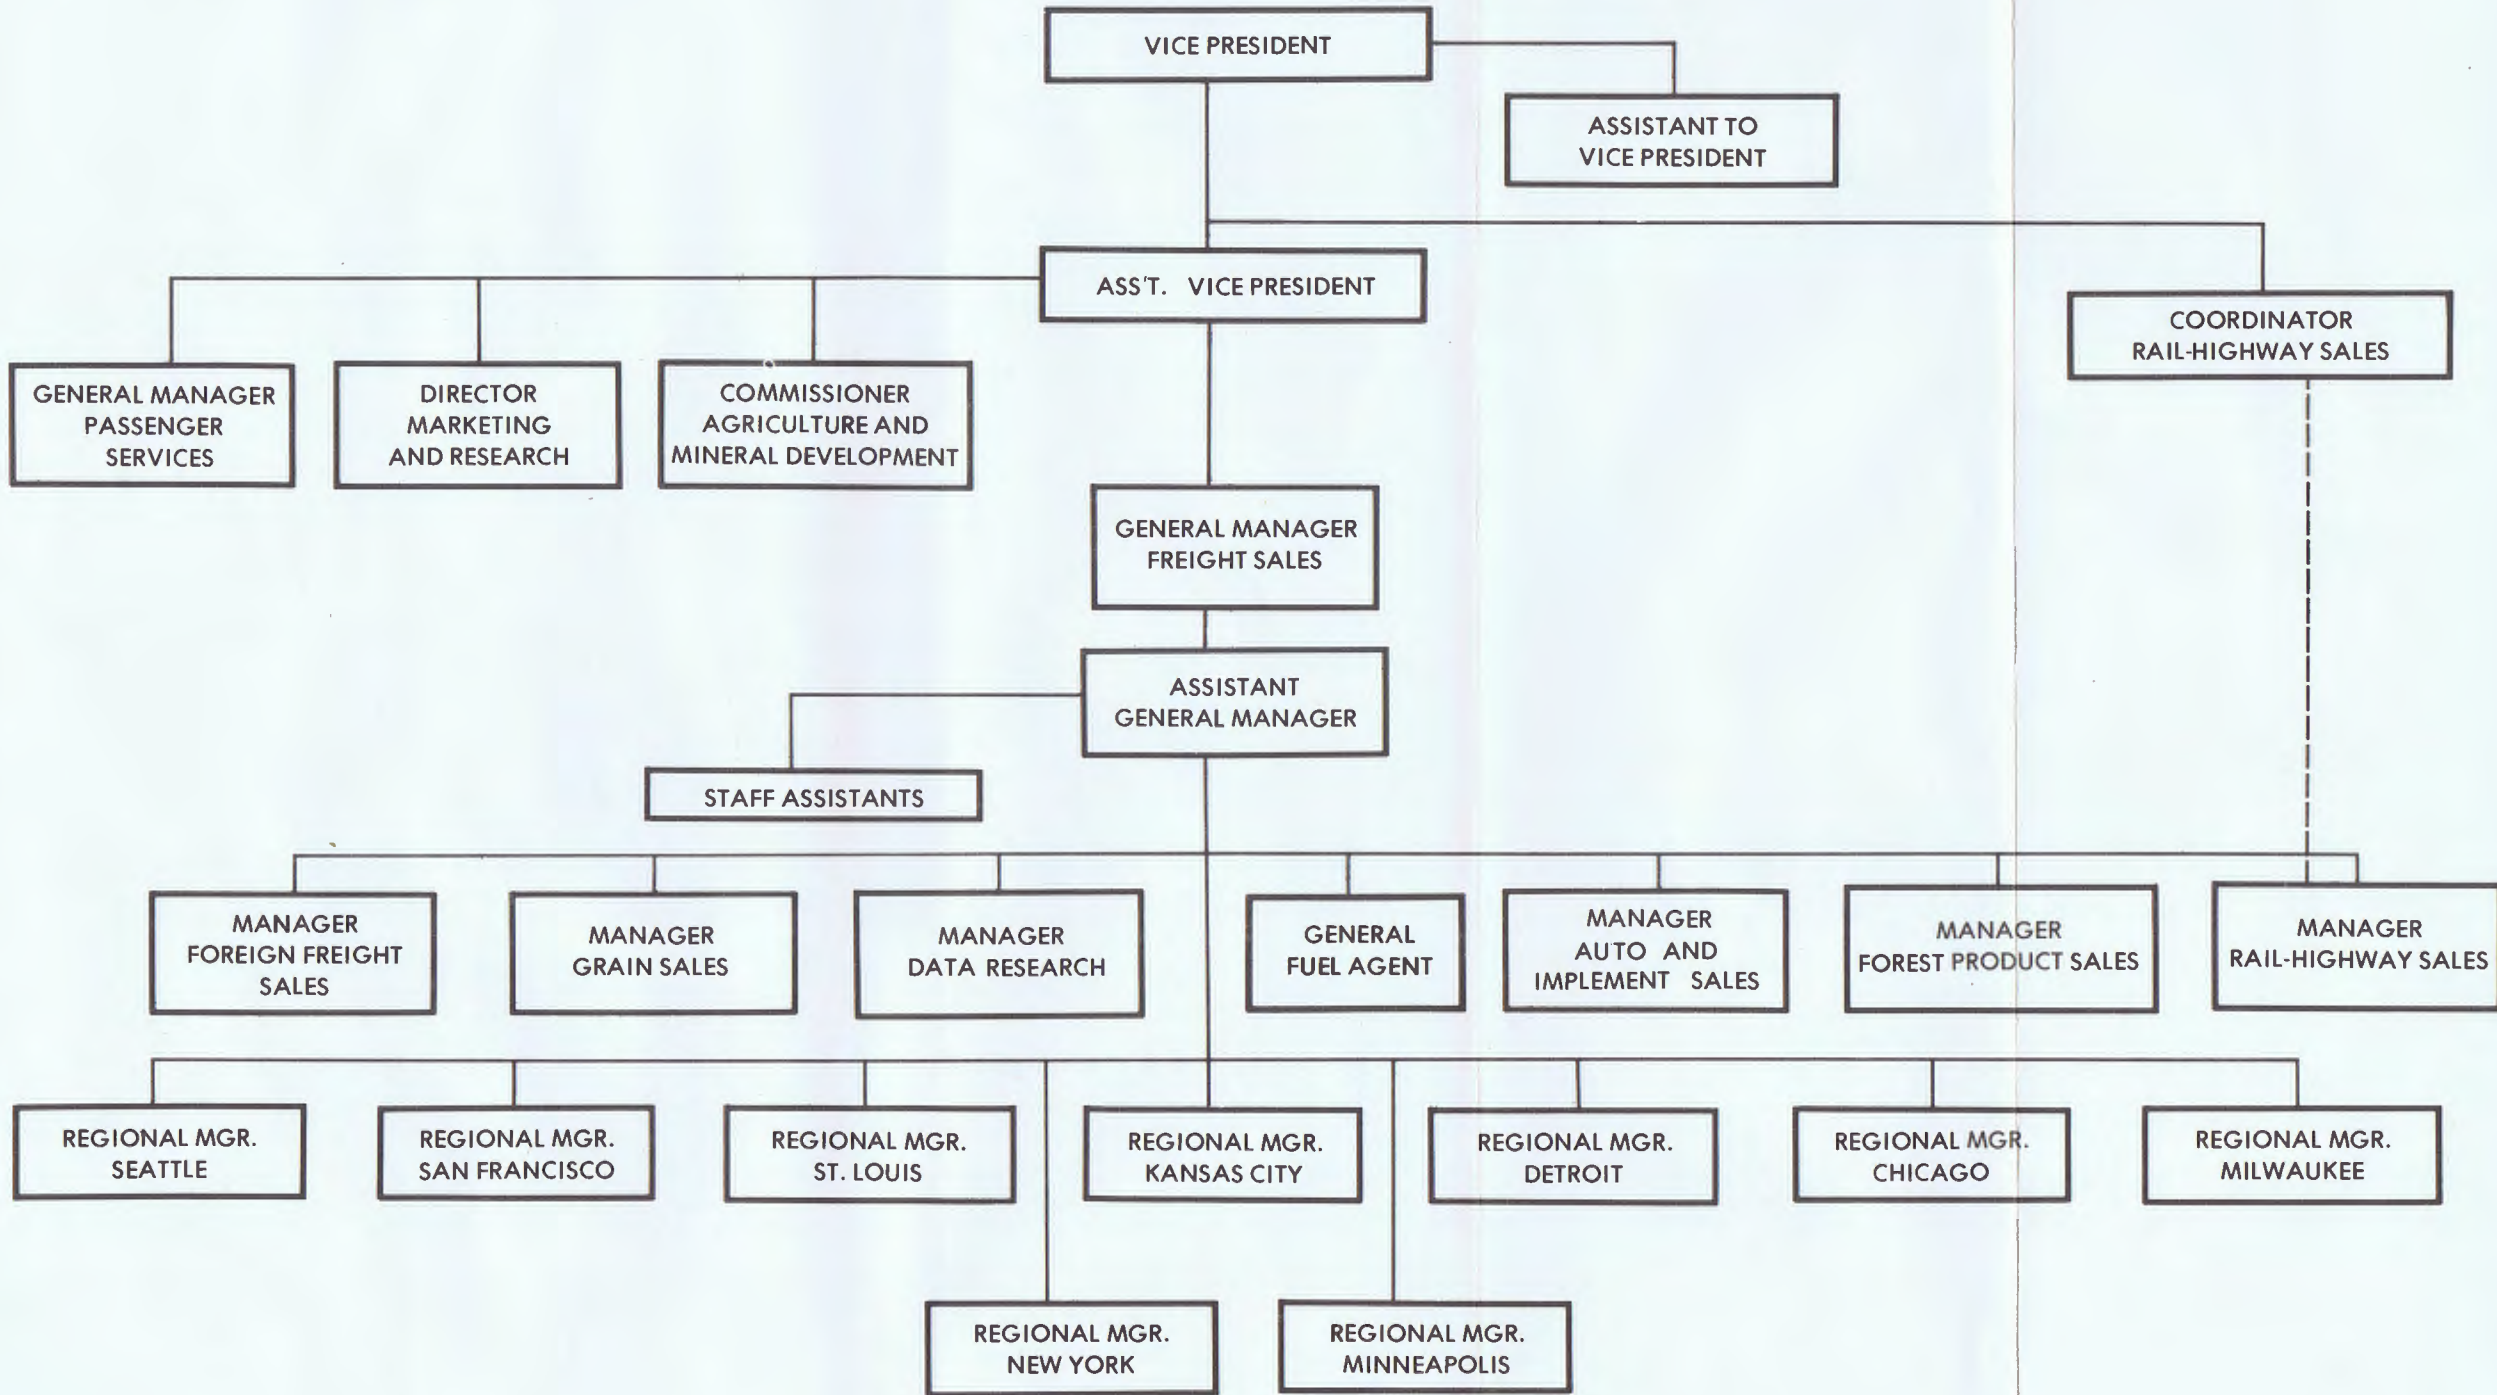 VICE PRESIDENT
ASSISTANT TO
VICE PRESIDENT
ASS'T. VICE PRESIDENT
COORDINATOR
RAIL-HIGHWAY SALES
GENERAL MANAGER
PASSENGER
SERVICES
DIRECTOR
MARKETING
AND RESEARCH
COMMISSIONER
AGRICULTURE AND
MINERAL DEVELOPMENT
GENERAL MANAGER
FREIGHT SALES
ASSISTANT
GENERAL MANAGER
STAFF ASSISTANTS
MANAGER
FOREIGN FREIGHT
SALES
MANAGER
GRAIN SALES
MANAGER
DATA RESEARCH
GENERAL
FUEL AGENT
MANAGER
AUTO AND
IMPLEMENT SALES
MANAGER
FOREST PRODUCT SALES
MANAGER
RAIL-HIGHWAY SALES
REGIONAL MGR.
SEATTLE
REGIONAL MGR.
SAN FRANCISCO
REGIONAL MGR.
ST. LOUIS
REGIONAL MGR.
KANSAS CITY
REGIONAL MGR.
DETROIT
REGIONAL MGR.
CHICAGO
REGIONAL MGR.
MILWAUKEE
REGIONAL MGR.
NEW YORK
REGIONAL MGR.
MINNEAPOLIS